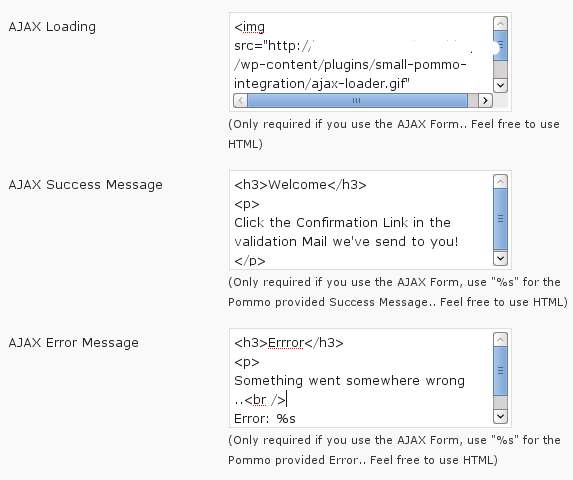 AJAX Loading
<img
src="http://
/wp-content/plugins/small-pommo-
integration/ajax-loader.gif"
(Only required if you use the AJAX Form.. Feel free to use
HTML)
AJAX Success Message
<h3>Welcome</h3>
<p>
Click the Confirmation Link in the
validation Mail we've send to you!
</p>
(Only required if you use the AJAX Form, use "%s" for the
Pommo provided Success Message.. Feel free to use HTML)
AJAX Error Message
<h3>Errror</h3>
<p>
Something went somewhere wrong
..<br />
Error: %s
(Only required if you use the AJAX Form, use "%s" for the
Pommo provided Error.. Feel free to use HTML)